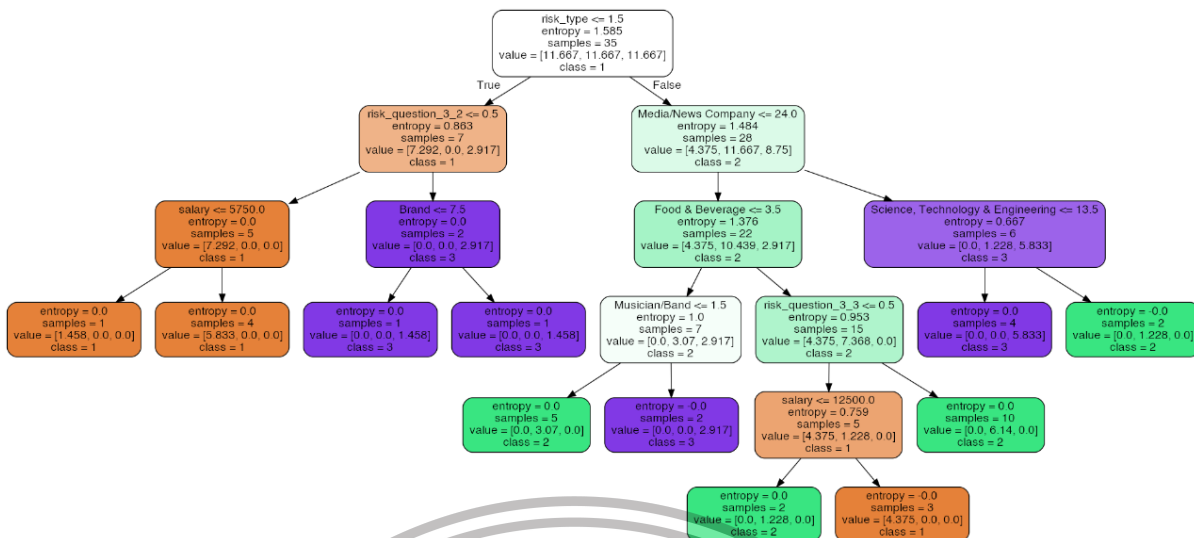 risk_type <= 1.5
entropy = 1.585
samples = 35
value = [11.667, 11.667, 11.667]
class = 1
True
False
risk_question_3_2 <= 0.5
entropy = 0.863
samples = 7
value = [7.292, 0.0, 2.917]
class = 1
Media/News Company <= 24.0
entropy = 1.484
samples = 28
value = [4.375, 11.667, 8.75]
class = 2
salary <= 5750.0
entropy = 0.0
samples = 5
value = [7.292, 0.0, 0.0]
class = 1
Brand <= 7.5
entropy = 0.0
samples = 2
value = [0.0, 0.0, 2.917]
class = 3
Food & Beverage <= 3.5
entropy = 1.376
samples = 22
value = [4.375, 10.439, 2.917]
class = 2
Science, Technology & Engineering <= 13.5
entropy = 0.667
samples = 6
value = [0.0, 1.228, 5.833]
class = 3
entropy = 0.0
samples = 1
value = [1.458, 0.0, 0.0]
class = 1
entropy = 0.0
samples = 4
value = [5.833, 0.0, 0.0]
class = 1
entropy = 0.0
samples = 1
value = [0.0, 0.0, 1.458]
class = 3
entropy = 0.0
samples = 1
value = [0.0, 0.0, 1.458]
class = 3
Musician/Band <= 1.5
entropy = 1.0
samples = 7
value = [0.0, 3.07, 2.917]
class = 2
risk_question_3_3 <= 0.5
entropy = 0.953
samples = 15
value = [4.375, 7.368, 0.0]
class = 2
entropy = 0.0
samples = 4
value = [0.0, 0.0, 5.833]
class = 3
entropy = -0.0
samples = 2
value = [0.0, 1.228, 0.0]
class = 2
entropy = 0.0
samples = 5
value = [0.0, 3.07, 0.0]
class = 2
entropy = -0.0
samples = 2
value = [0.0, 0.0, 2.917]
class = 3
salary <= 12500.0
entropy = 0.759
samples = 5
value = [4.375, 1.228, 0.0]
class = 1
entropy = 0.0
samples = 10
value = [0.0, 6.14, 0.0]
class = 2
entropy = 0.0
samples = 2
value = [0.0, 1.228, 0.0]
class = 2
entropy = -0.0
samples = 3
value = [4.375, 0.0, 0.0]
class = 1